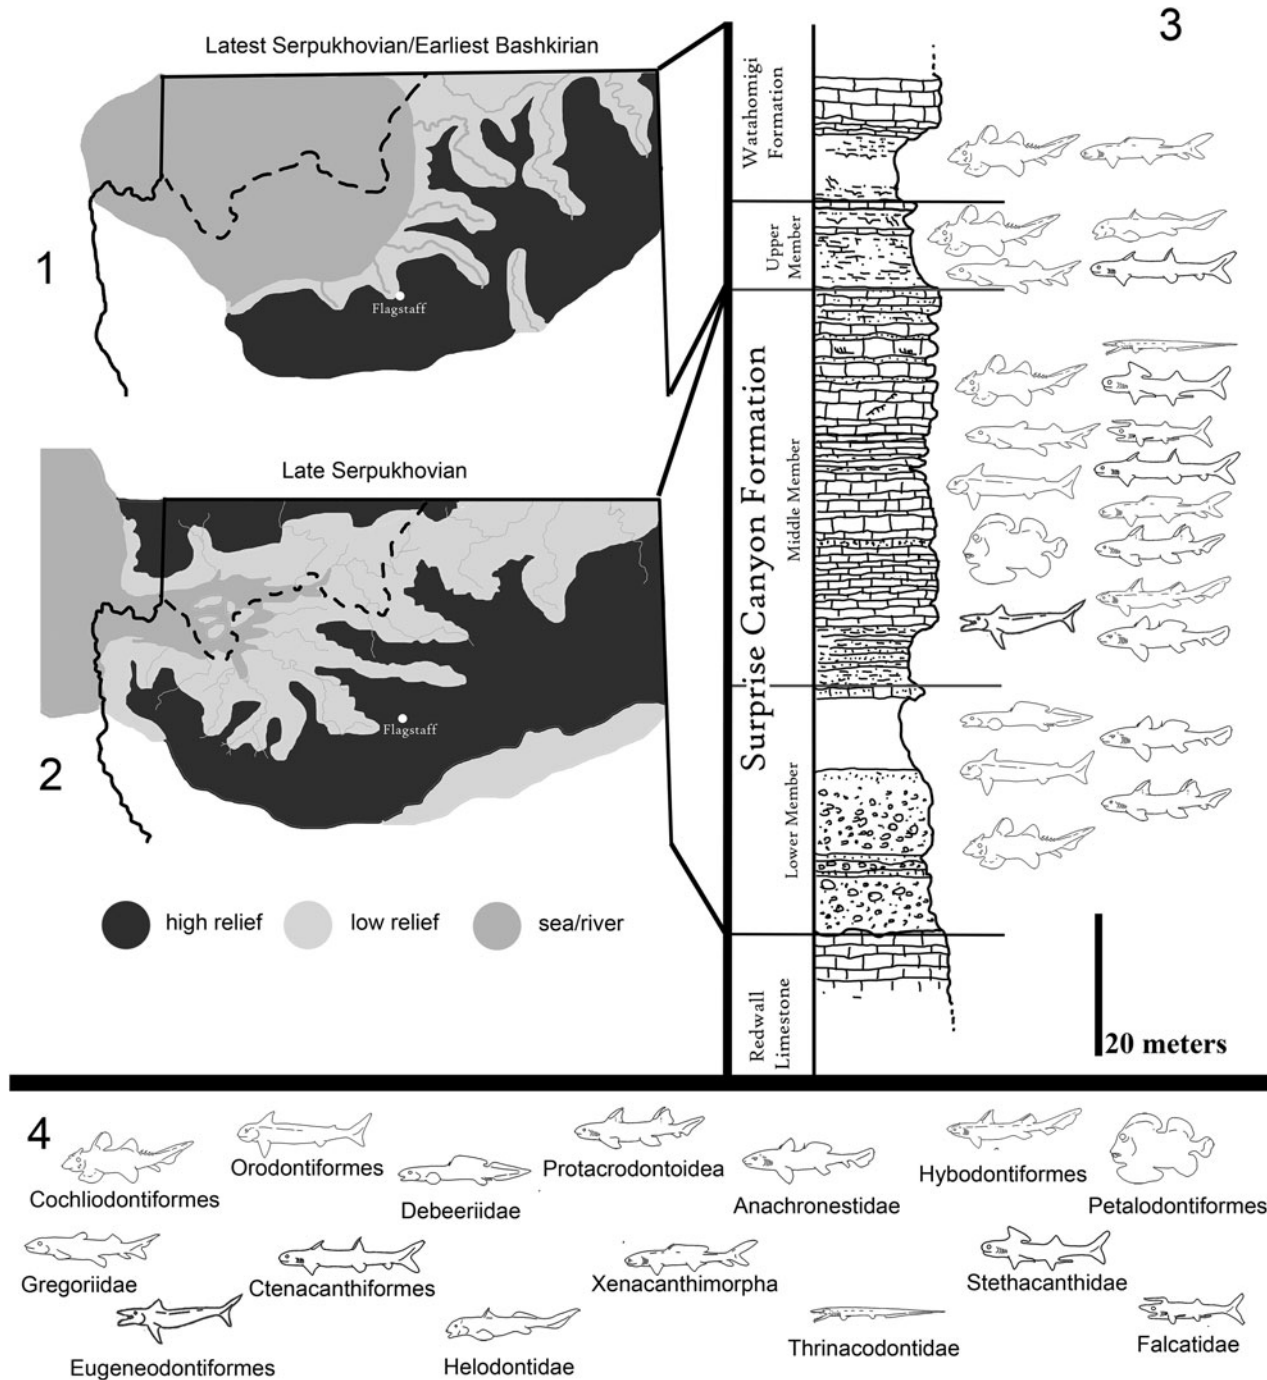 3
Latest Serpukhovian/Earliest Bashkirian
1
Flagstaff
Late Serpukhovian
2
Flagstaff
high relief
low relief
sea/river
Watahomigi
Formation
Upper
Member
Surprise Canyon Formation
Middle Member
Lower Member
Redwall
Limestone
20 meters
4
Cochliodontiformes
Orodontiformes
Debeeriidae
Protacrodontoidea
Anachronestidae
Hybodontiformes
Petalodontiformes
Gregoriidae
Ctenacanthiformes
Xenacanthimorpha
Stethacanthidae
Eugeneodontiformes
Helodontidae
Thrinacodontidae
Falcatidae